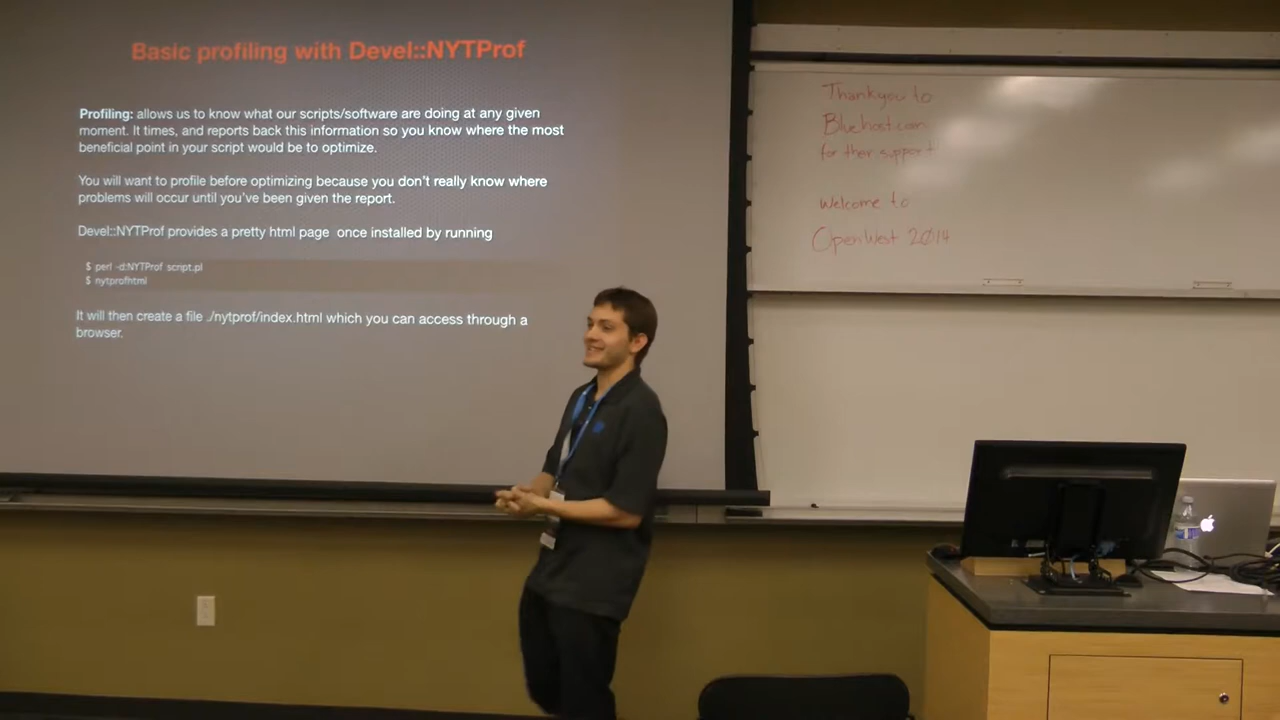 Basic profiling with Devel::NYTProf
Profiling: allows us to know what our scripts/software are doing at any given
moment. It times, and reports back this information so you know where the most
beneficial point in your script would be to optimize.
You will want to profile before optimizing because you don't really know where
problems will occur until you've been given the report.
Devel::NYTProf provides a pretty html page once installed by running
$ perl -d:NYTProf script.pl
$ nytprofhtml
It will then create a file ./nytprof/index.html which you can access through a
browser.
Thankyou to
Bluehost.com
for ther support
Welcome to
OpenWest 2014